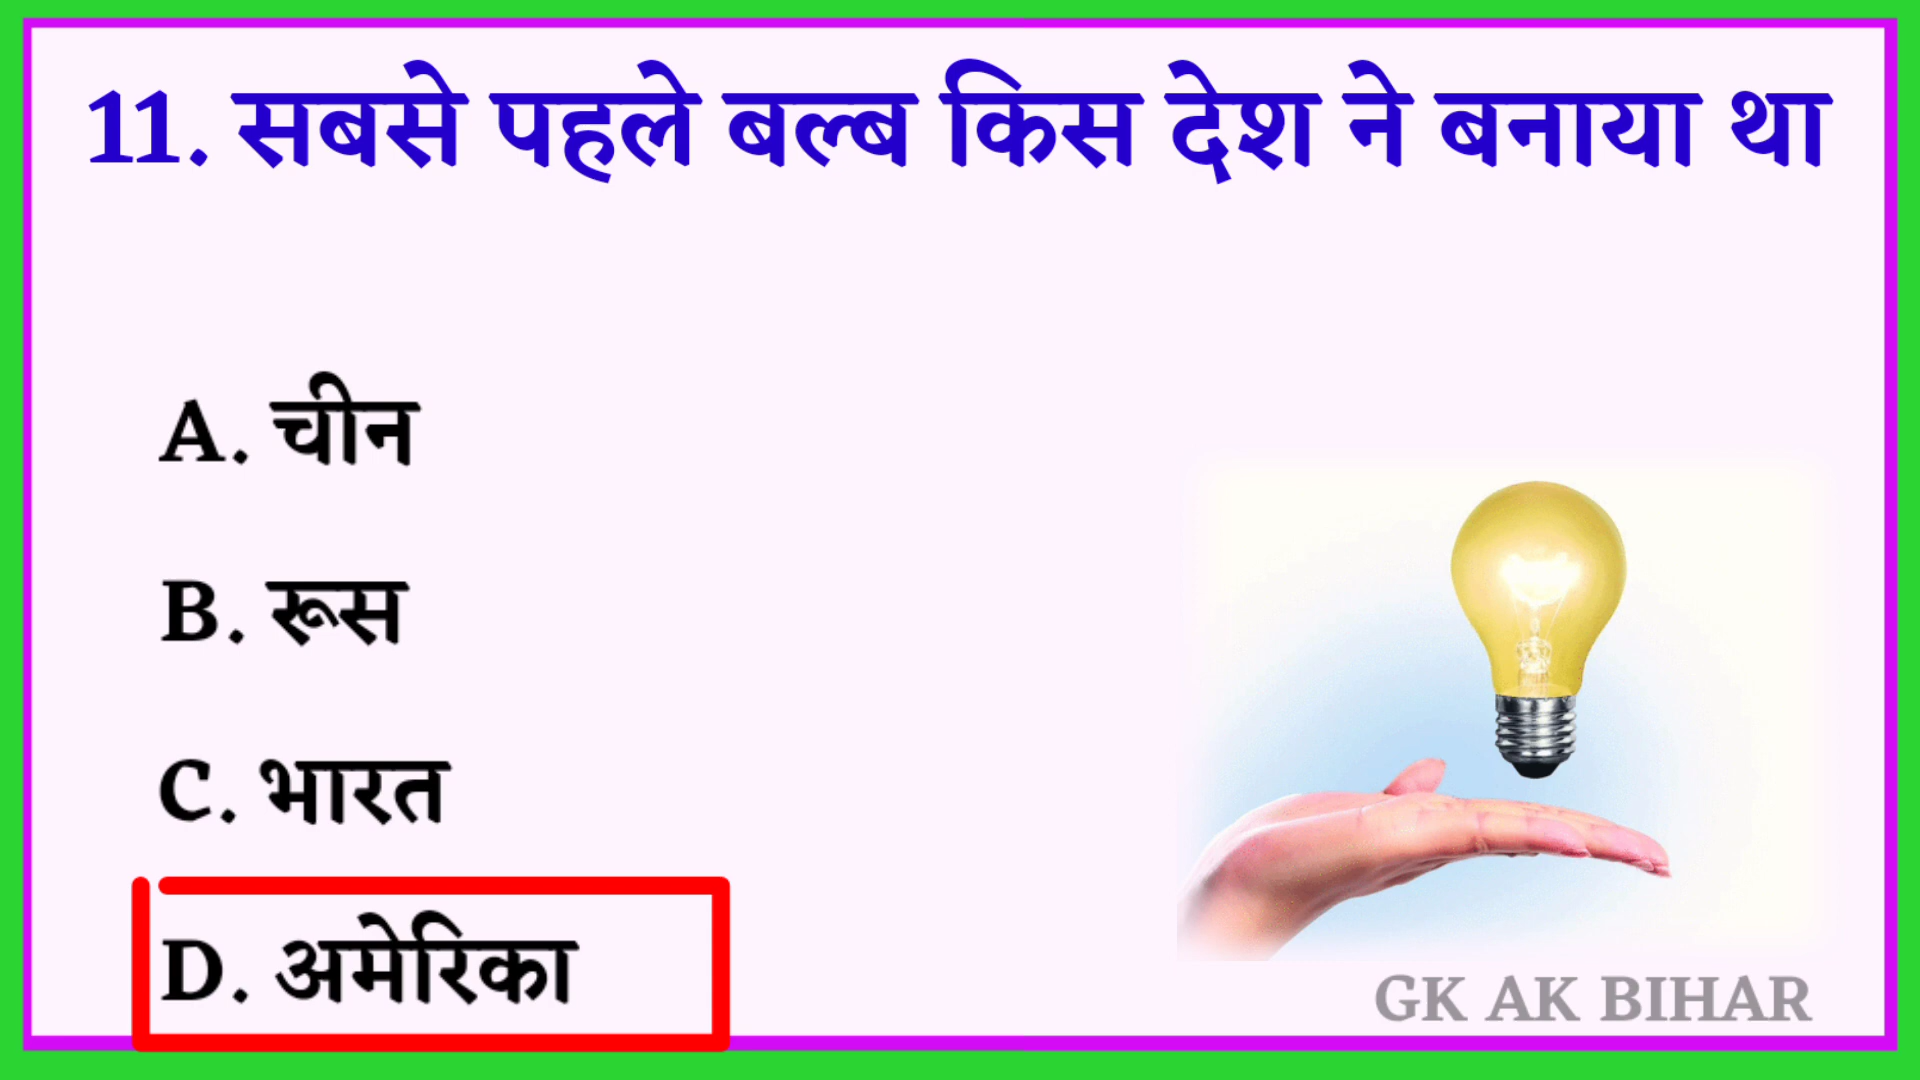 11. सबसे पहले बल्ब किस देश ने बनाया था
A. चीन
B. रूस
C. भारत
D. अमेरिका
GK AK BIHAR